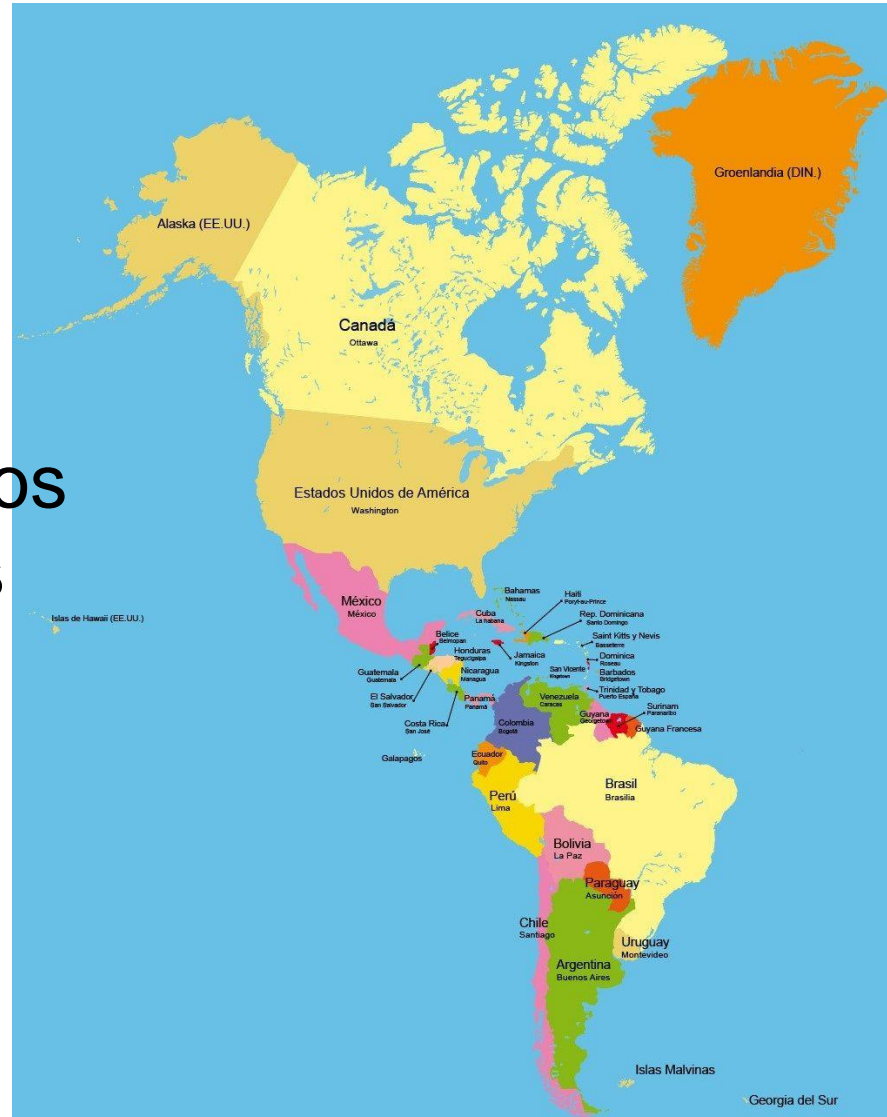 Groenlandia (DIN.)
Alaska (EE.UU.)
Canadá
Ottawa
os
s
Estados Unidos de América
Washington
México
México
Islas de Hawaii (EE.UU.)
Bahamas
Nassau
Haití
Cuba
La habana
Rep. Dominicana
Santo Domingo
Belice
Belmopan
Saint Kitts y Nevis
Basseterre
Honduras
Tegucigalpa
Jamaica
Kingston
Dominica
Roseau
Guatemala
Guatemala
Nicaragua
Managua
San Vicente
Barbados
Bridgetown
El Salvador
San Salvador
Panamá
Panamá
Trinidad y Tobago
Puerto España
Venezuela
Caracas
Guyana
Georgetown
Surinam
Paramaribo
Costa Rica
San José
Colombia
Bogotá
Guyana Francesa
Galapagos
Ecuador
Quito
Perú
Lima
Brasil
Brasilia
Bolivia
La Paz
Paraguay
Asunción
Chile
Santiago
Uruguay
Montevideo
Argentina
Buenos Aires
Islas Malvinas
Georgia del Sur